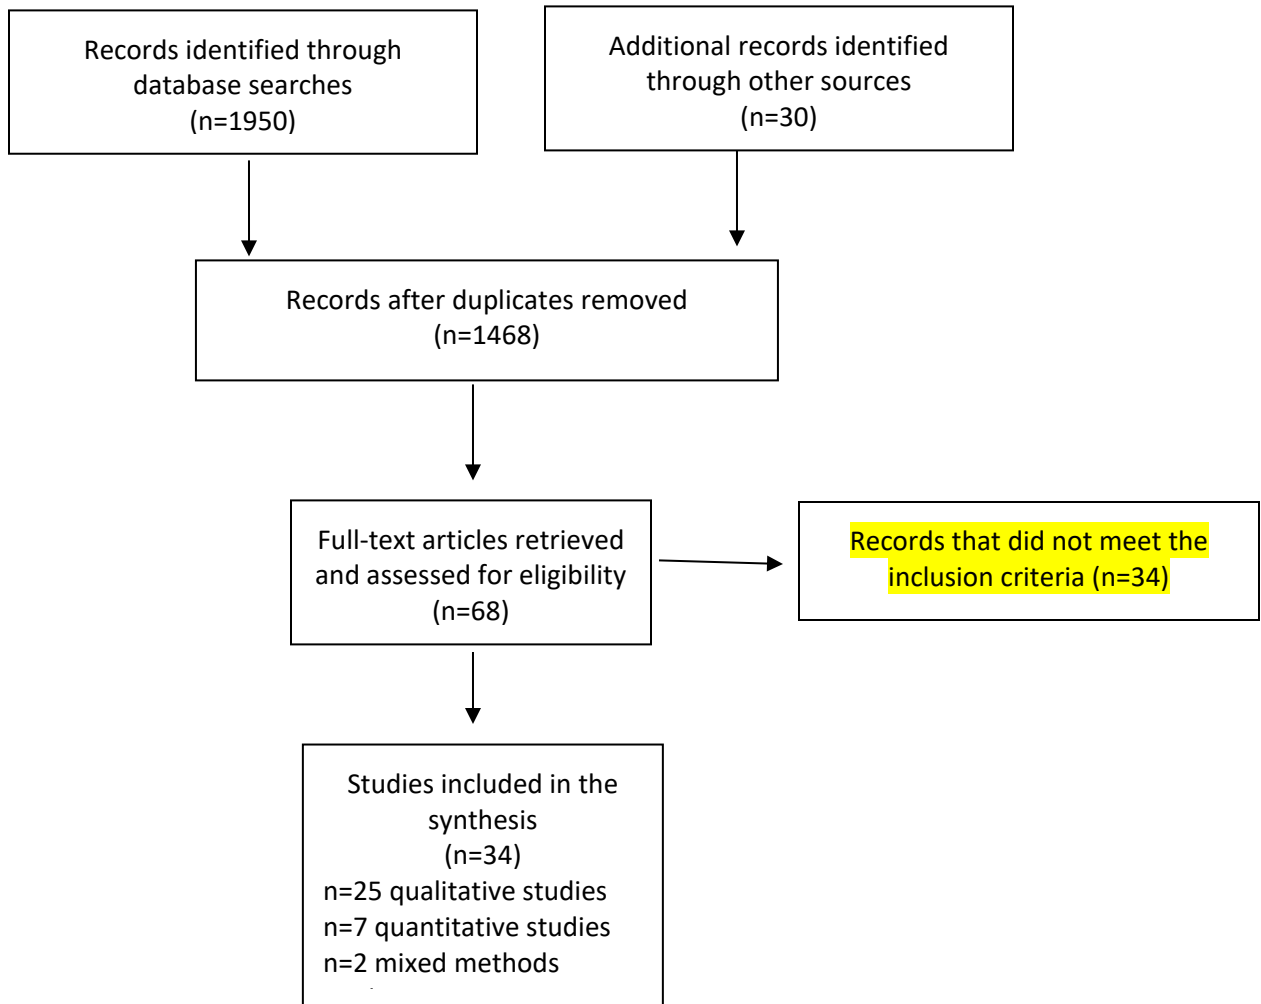 Records identified through
database searches
(n=1950)
Additional records identified
through other sources
(n=30)
Records after duplicates removed
(n=1468)
Full-text articles retrieved
and assessed for eligibility
(n=68)
Records that did not meet the
inclusion criteria (n=34)
Studies included in the
synthesis
(n=34)
n=25 qualitative studies
n=7 quantitative studies
n=2 mixed methods